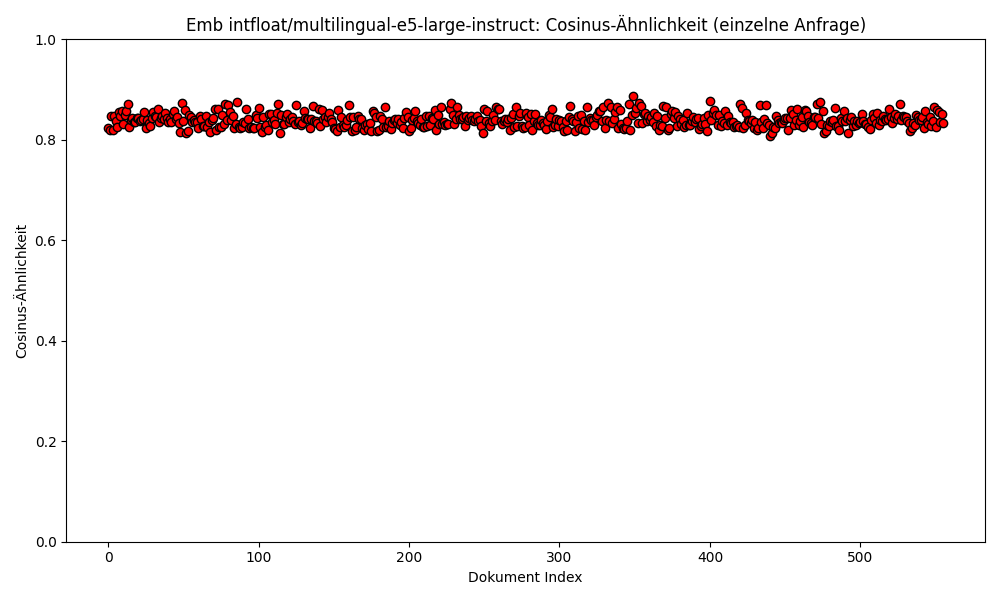 Emb intfloat/multilingual-e5-large-instruct: Cosinus-Ähnlichkeit (einzelne Anfrage)
1.0
0.8
0.6
0.4
0.2
0.0
Cosinus-Ähnlichkeit
0 100 200 300 400 500
Dokument Index